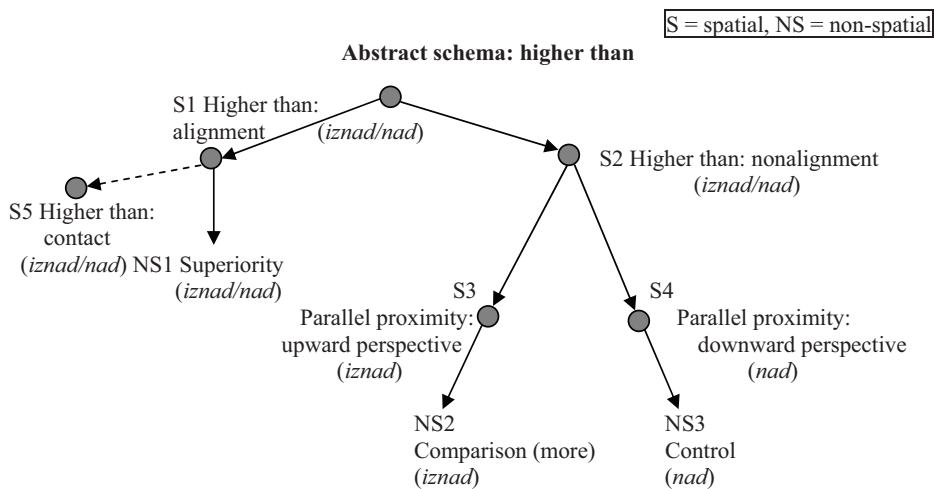 S = spatial, NS = non-spatial
Abstract schema: higher than
S1 Higher than:
alignment
(iznad/nad)
S2 Higher than: nonalignment
(iznad/nad)
S5 Higher than:
contact
(iznad/nad)
NS1 Superiority
(iznad/nad)
S3
Parallel proximity:
upward perspective
(iznad)
S4
Parallel proximity:
downward perspective
(nad)
NS2
Comparison (more)
(iznad)
NS3
Control
(nad)